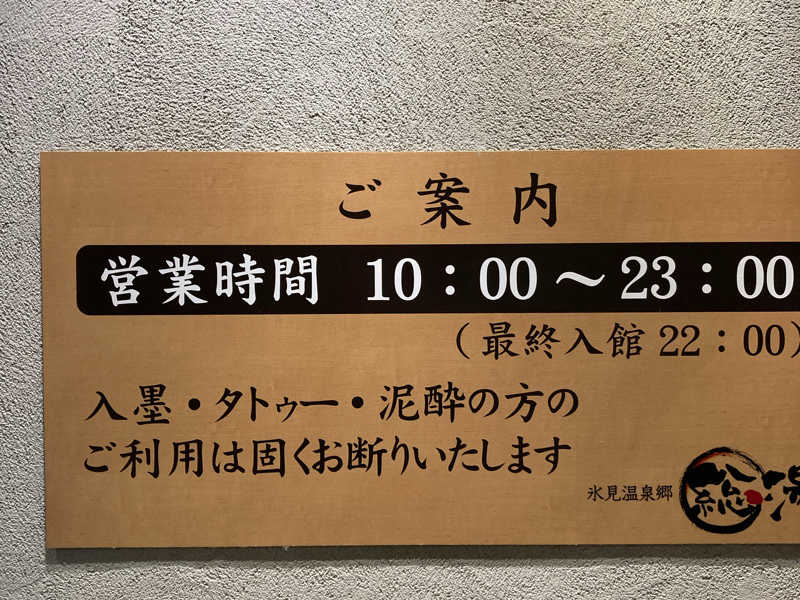 ご案内
営業時間 10：00～23：00
（最終入館 22：00）
入墨・タトゥー・泥酔の方の
ご利用は固くお断りいたします
氷見温泉郷
総湯